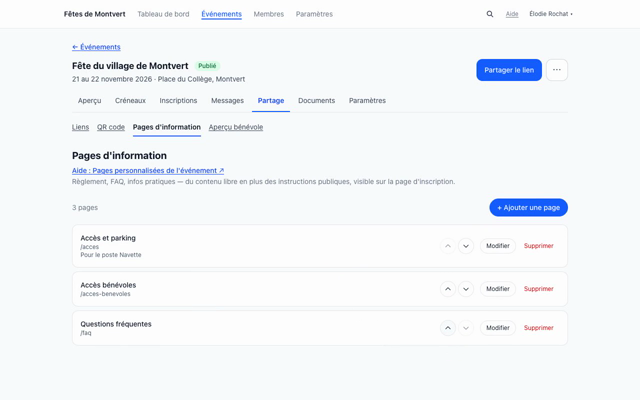 Fêtes de Montvert Tableau de bord Événements Membres Paramètres Aide Élodie Rochat
← Événements
Fête du village de Montvert Publié
21 au 22 novembre 2026 · Place du Collège, Montvert
Partager le lien ...
Aperçu Créneaux Inscriptions Messages Partage Documents Paramètres
Liens QR code Pages d'information Aperçu bénévole
Pages d'information
Aide : Pages personnalisées de l'événement ↗
Règlement, FAQ, infos pratiques — du contenu libre en plus des instructions publiques, visible sur la page d'inscription.
3 pages + Ajouter une page
Accès et parking
/acces
Pour le poste Navette
Modifier Supprimer
Accès bénévoles
/acces-benevoles
Modifier Supprimer
Questions fréquentes
/faq
Modifier Supprimer